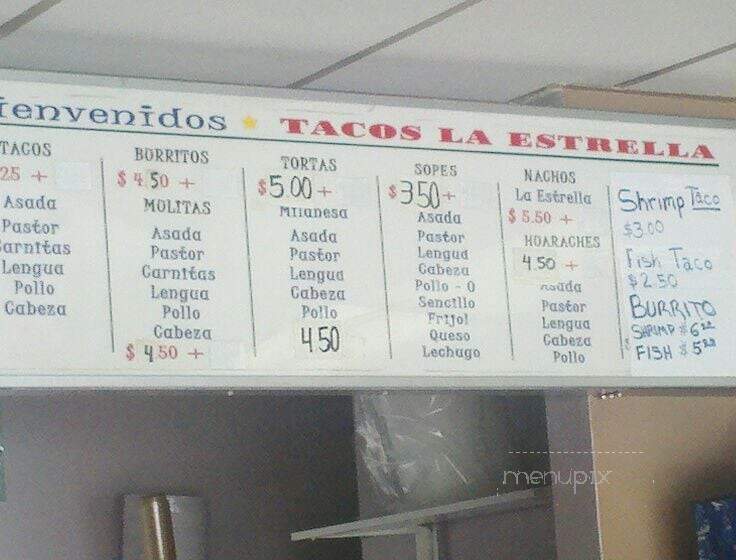 ienvenidos ★ TACOS LA ESTRELLA
TACOS
25 +
Asada
Pastor
arnitas
Lengua
Pollo
Cabeza
BURRITOS
$ 4.50 +
MOLITAS
Asada
Pastor
Carnitas
Lengua
Pollo
Cabeza
$ 4 50 +
TORTAS
$5.00 +
Milanesa
Asada
Pastor
Lengua
Cabeza
Pollo
4.50
SOPES
$3.50 +
Asada
Pastor
Lengua
Cabeza
Pollo - O
Sencillo
Frijol
Queso
Lechugo
NACHOS
La Estrella
$ 5.50 +
HOARACHES
4.50 +
Asada
Pastor
Lengua
Cabeza
Pollo
Shrimp Taco
$3.00
Fish Taco
$2.50
BURRITO
SHRIMP $6
FISH $5
menupix